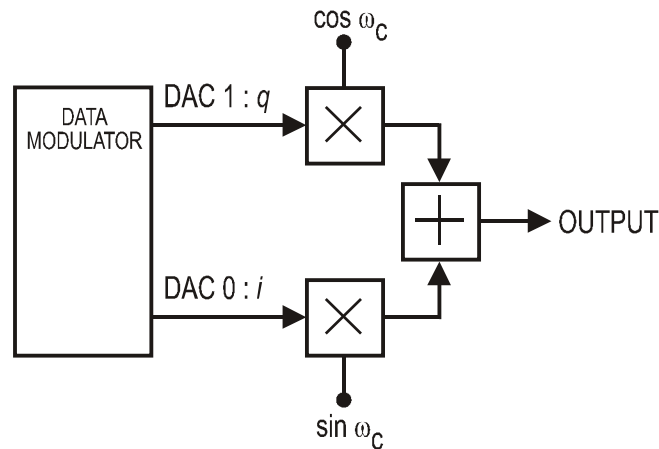 cos ωc
DAC 1 : q
DATA
MODULATOR
OUTPUT
DAC 0 : i
sin ωc